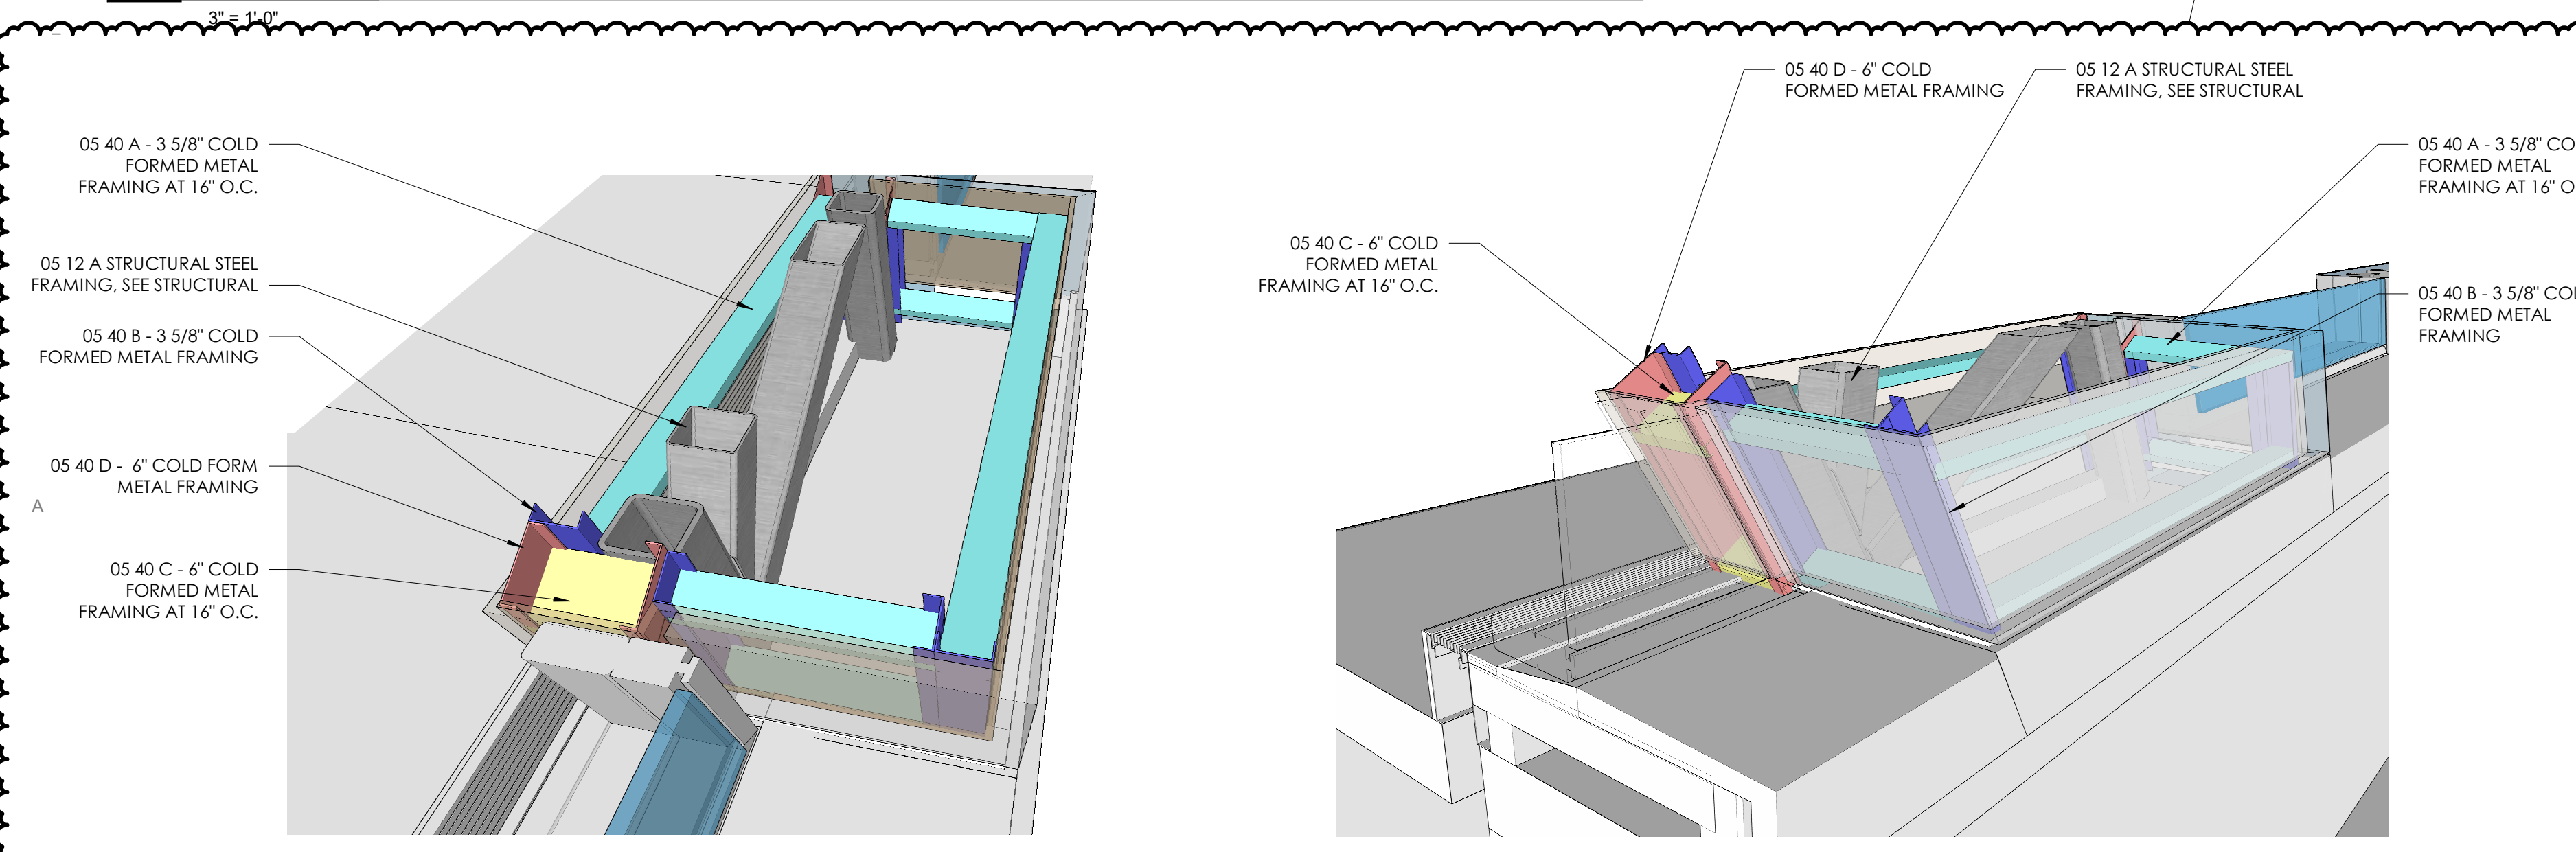 3" = 1'-0"
05 40 A - 3 5/8" COLD
FORMED METAL
FRAMING AT 16" O.C.
05 12 A STRUCTURAL STEEL
FRAMING, SEE STRUCTURAL
05 40 B - 3 5/8" COLD
FORMED METAL FRAMING
05 40 D - 6" COLD FORM
METAL FRAMING
A
05 40 C - 6" COLD
FORMED METAL
FRAMING AT 16" O.C.
05 40 D - 6" COLD
FORMED METAL FRAMING
05 12 A STRUCTURAL STEEL
FRAMING, SEE STRUCTURAL
05 40 C - 6" COLD
FORMED METAL
FRAMING AT 16" O.C.
05 40 A - 3 5/8" CO
FORMED METAL
FRAMING AT 16" O
05 40 B - 3 5/8" COL
FORMED METAL
FRAMING